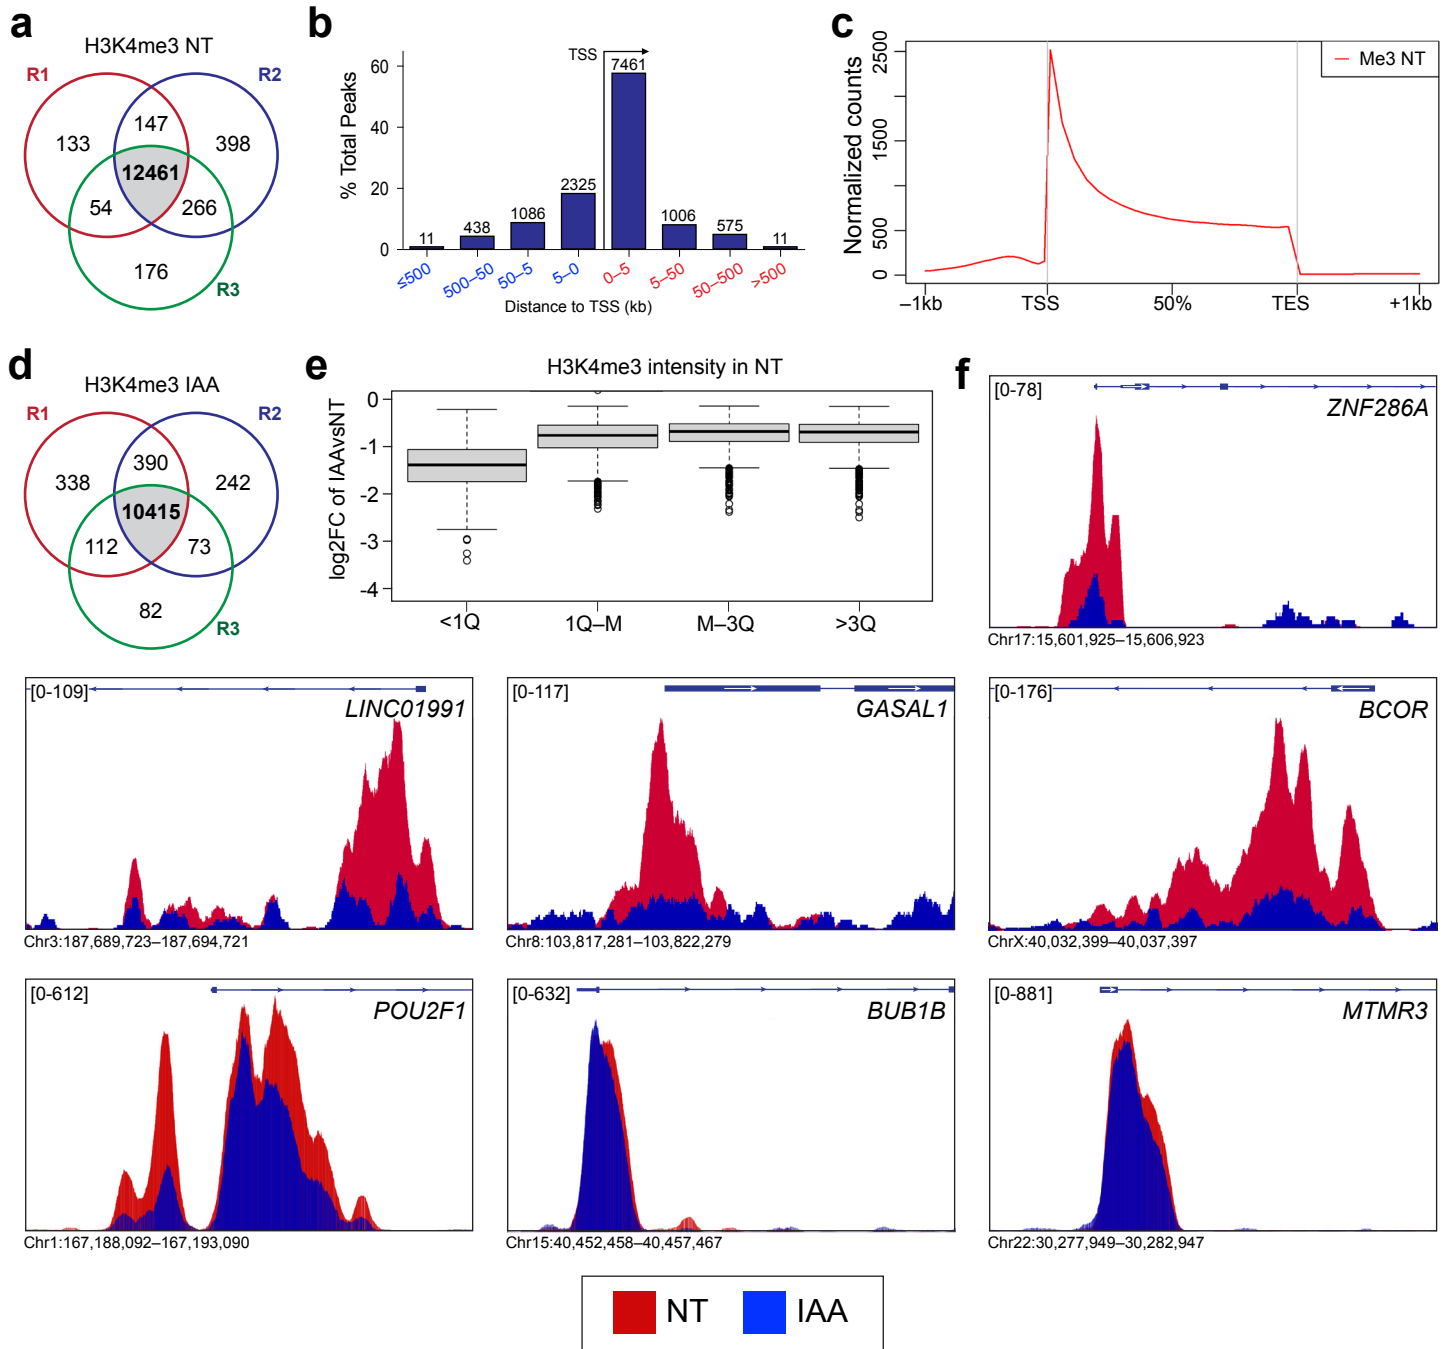 a
H3K4me3 NT
R1
R2
147
133
398
12461
54
266
176
R3
b
TSS
% Total Peaks
60
40
20
0
11
438
1086
2325
7461
1006
575
11
≤500
500–50
50–5
5–0
0–5
5–50
50–500
>500
Distance to TSS (kb)
c
Normalized counts
2500
1500
500
0
Me3 NT
–1kb
TSS
50%
TES
+1kb
d
H3K4me3 IAA
R1
R2
390
338
242
10415
112
73
82
R3
e
H3K4me3 intensity in NT
log2FC of IAAvsNT
0
-1
-2
-3
-4
<1Q
1Q–M
M–3Q
>3Q
f
[0-78]
ZNF286A
Chr17:15,601,925–15,606,923
[0-109]
LINC01991
Chr3:187,689,723–187,694,721
[0-117]
GASAL1
Chr8:103,817,281–103,822,279
[0-176]
BCOR
ChrX:40,032,399–40,037,397
[0-612]
POU2F1
Chr1:167,188,092–167,193,090
[0-632]
BUB1B
Chr15:40,452,458–40,457,467
[0-881]
MTMR3
Chr22:30,277,949–30,282,947
NT
IAA